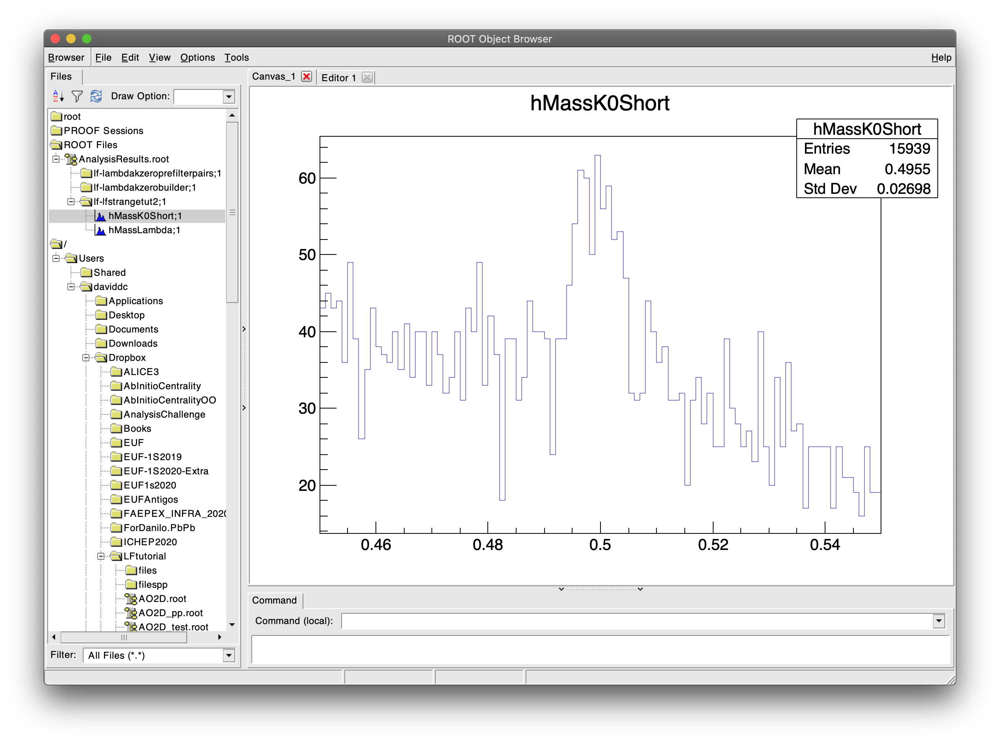 ROOT Object Browser
Browser File Edit View Options Tools Help
Files
Draw Option:
root
PROOF Sessions
ROOT Files
AnalysisResults.root
lf-lambdakzeroprefilterpairs;1
lf-lambdakzerobuilder;1
lf-lfstrangetut2;1
hMassK0Short;1
hMassLambda;1
/
Users
Shared
daviddc
Applications
Desktop
Documents
Downloads
Dropbox
ALICE3
AbInitioCentrality
AbInitioCentralityOO
AnalysisChallenge
Books
EUF
EUF-1S2019
EUF-1S2020-Extra
EUF1s2020
EUFAntigos
FAEPEX_INFRA_2020
ForDanilo.PbPb
ICHEP2020
LFtutorial
files
filespp
AO2D.root
AO2D_pp.root
AO2D_test.root
Filter: All Files (*.*)
Canvas_1 Editor 1
hMassK0Short
hMassK0Short
Entries 15939
Mean 0.4955
Std Dev 0.02698
60
50
40
30
20
0.46 0.48 0.5 0.52 0.54
Command
Command (local):